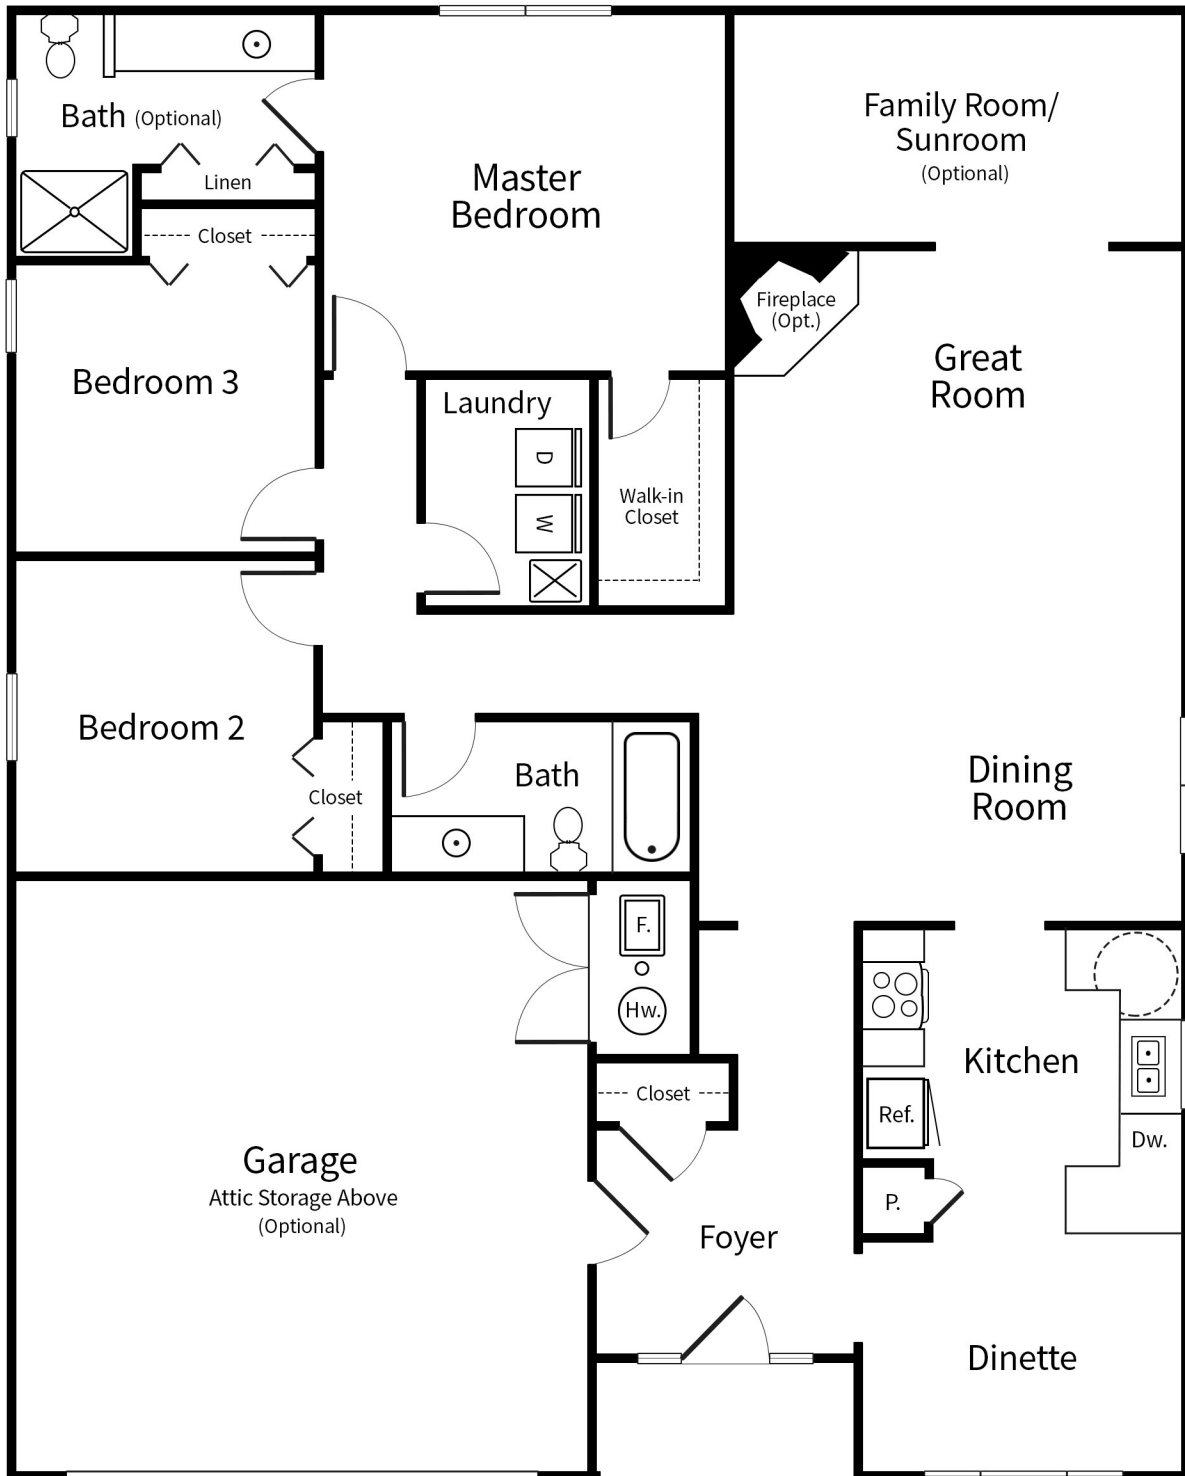 Bath (Optional)
Linen
Closet
Master
Bedroom
Family Room/
Sunroom
(Optional)
Fireplace
(Opt.)
Great
Room
Bedroom 3
Laundry
D
W
Walk-in
Closet
Bedroom 2
Closet
Bath
Dining
Room
F.
Hw.
Closet
Kitchen
Ref.
Dw.
P.
Garage
Attic Storage Above
(Optional)
Foyer
Dinette